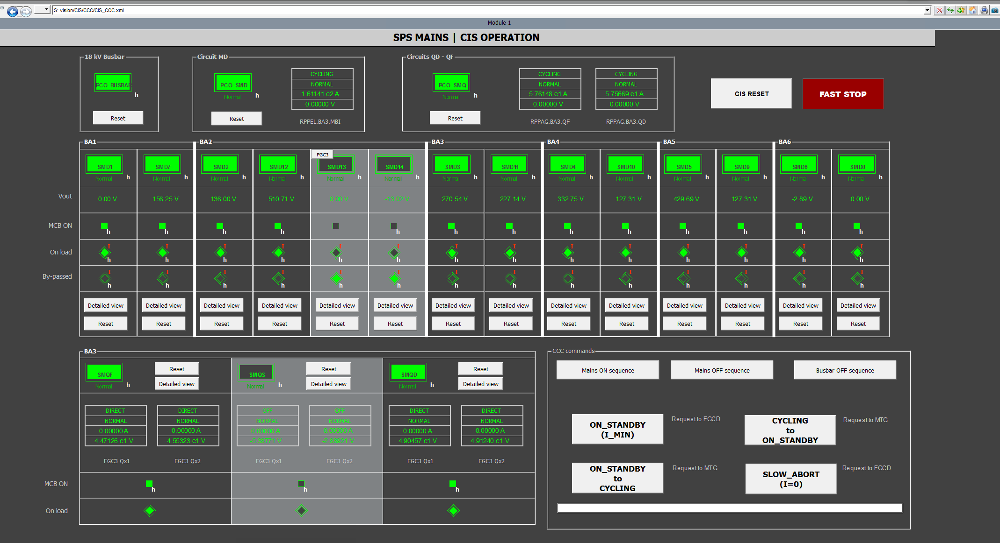 S: vision/CIS/CCC/CIS_CCC.xml
Module 1
SPS MAINS | CIS OPERATION
18 kV Busbar
PCO_BUSBAR
h
Reset
Circuit MD
PCO_SMD
Normal
h
Reset
CYCLING
NORMAL
1.61141 e2 A
0.00000 V
RPPEL.BA3.MBI
Circuits QD - QF
PCO_SMQ
Normal
h
Reset
CYCLING
NORMAL
5.76148 e1 A
0.00000 V
RPPAG.BA3.QF
CYCLING
NORMAL
5.75669 e1 A
0.00000 V
RPPAG.BA3.QD
CIS RESET
FAST STOP
BA1 BA2 BA3 BA4 BA5 BA6
FGC3
SMD1 SMD7 SMD2 SMD12 SMD13 SMD14 SMD3 SMD11 SMD4 SMD10 SMD5 SMD9 SMD6 SMD8
Normal h Normal h Normal h Normal h Normal h Normal h Normal h Normal h Normal h Normal h Normal h Normal h Normal h Normal h
Vout 0.00 V 156.25 V 136.00 V 510.71 V 0.00 V -13.02 V 270.54 V 227.14 V 332.75 V 127.31 V 429.69 V 127.31 V -2.89 V 0.00 V
MCB ON h h h h h h h h h h h h h
On load I h I h I h I h I h I h I h I h I h I h I h I h I h I h
By-passed I h I h I h I h I h I h I h I h I h I h I h I h I h I h
Detailed view Detailed view Detailed view Detailed view Detailed view Detailed view Detailed view Detailed view Detailed view Detailed view Detailed view Detailed view Detailed view Detailed view
Reset Reset Reset Reset Reset Reset Reset Reset Reset Reset Reset Reset Reset Reset
BA3
SMQF
Normal
h
Reset
Detailed view
SMQS
Normal
h
Reset
Detailed view
SMQD
Normal
h
Reset
Detailed view
DIRECT DIRECT OFF OFF DIRECT DIRECT
NORMAL NORMAL NORMAL NORMAL NORMAL NORMAL
0.00000 A 0.00000 A 0.00000 A 0.00000 A 0.00000 A 0.00000 A
4.47126 e1 V 4.55323 e1 V -5.38771 V -2.88921 V 4.90457 e1 V 4.91240 e1 V
FGC3 Qx1 FGC3 Qx2 FGC3 Qx1 FGC3 Qx2 FGC3 Qx1 FGC3 Qx2
MCB ON h h h
On load
CCC commands
Mains ON sequence
Mains OFF sequence
Busbar OFF sequence
ON_STANDBY
(I_MIN)
Request to FGCD
CYCLING
to
ON_STANDBY
Request to MTG
ON_STANDBY
to
CYCLING
Request to MTG
SLOW_ABORT
(I=0)
Request to FGCD